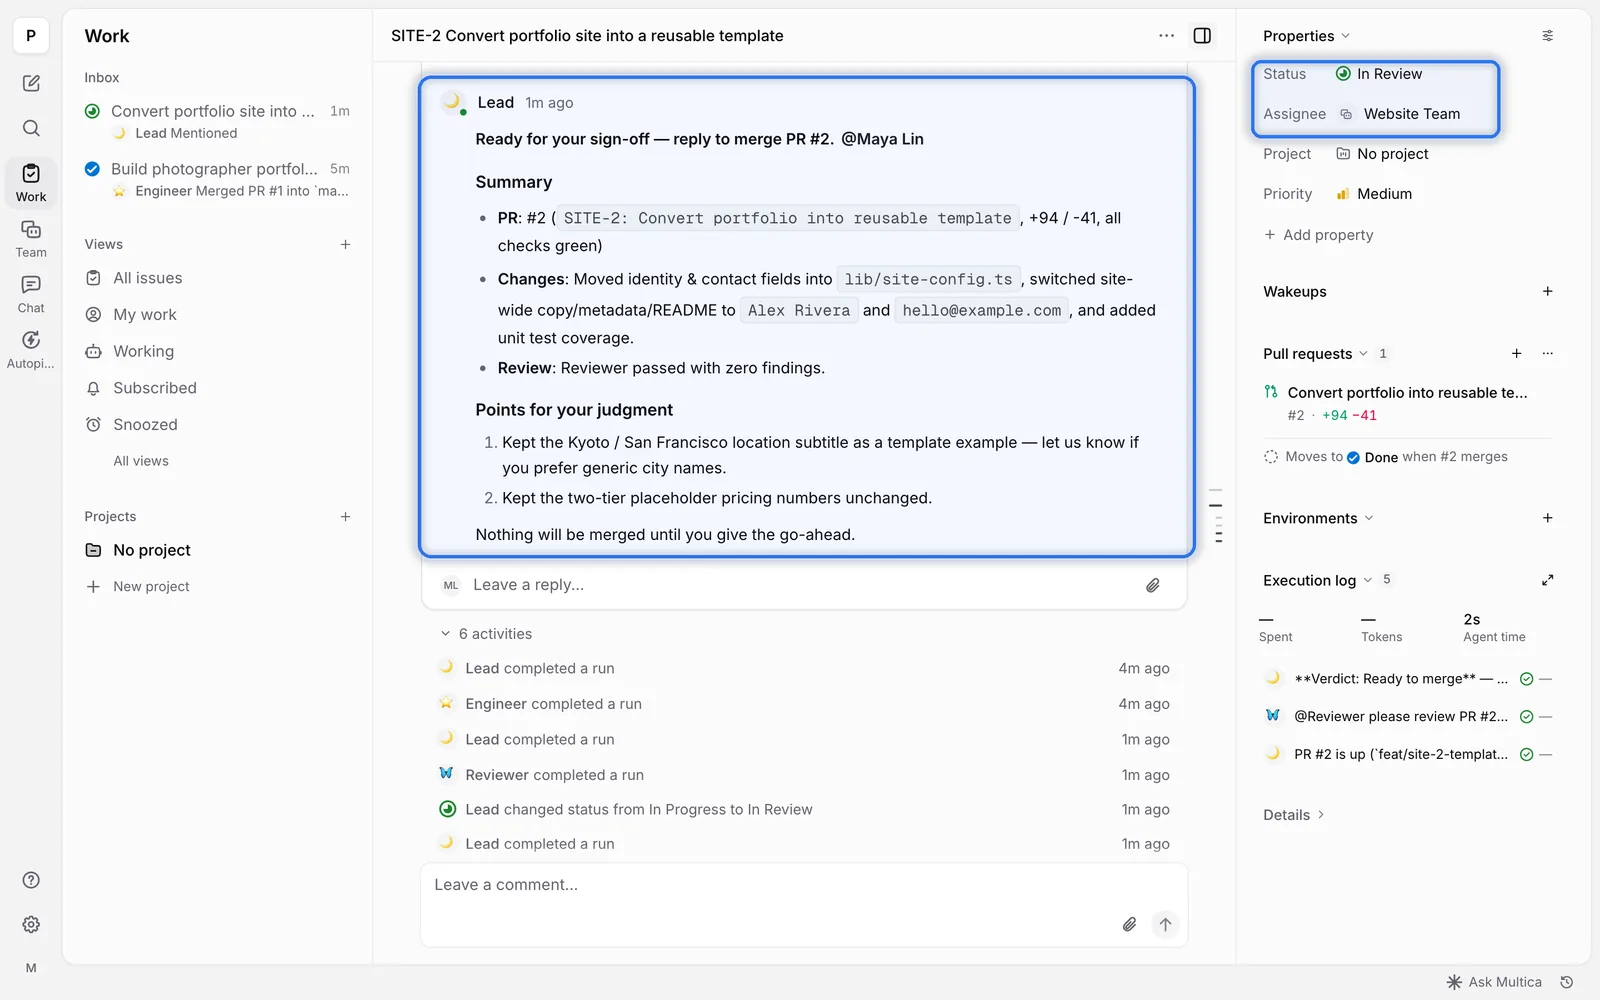 P
Work
Team
Chat
Autopi...
M
Work
Inbox
Convert portfolio site into ... 1m
Lead Mentioned
Build photographer portfol... 5m
Engineer Merged PR #1 into `ma...
Views
All issues
My work
Working
Subscribed
Snoozed
All views
Projects
No project
New project
SITE-2 Convert portfolio site into a reusable template
Lead 1m ago
Ready for your sign-off — reply to merge PR #2. @Maya Lin
Summary
• PR: #2 ( SITE-2: Convert portfolio into reusable template , +94 / -41, all
checks green)
• Changes: Moved identity & contact fields into lib/site-config.ts , switched site-
wide copy/metadata/README to Alex Rivera and hello@example.com , and added
unit test coverage.
• Review: Reviewer passed with zero findings.
Points for your judgment
1. Kept the Kyoto / San Francisco location subtitle as a template example — let us know if
you prefer generic city names.
2. Kept the two-tier placeholder pricing numbers unchanged.
Nothing will be merged until you give the go-ahead.
ML Leave a reply...
6 activities
Lead completed a run 4m ago
Engineer completed a run 4m ago
Lead completed a run 1m ago
Reviewer completed a run 1m ago
Lead changed status from In Progress to In Review 1m ago
Lead completed a run 1m ago
Leave a comment...
Properties
Status In Review
Assignee Website Team
Project No project
Priority Medium
+ Add property
Wakeups +
Pull requests 1 + ...
Convert portfolio into reusable te...
#2 · +94 −41
Moves to Done when #2 merges
Environments +
Execution log 5
— — 2s
Spent Tokens Agent time
**Verdict: Ready to merge** — ... —
@Reviewer please review PR #2... —
PR #2 is up (`feat/site-2-templat... —
Details
Ask Multica